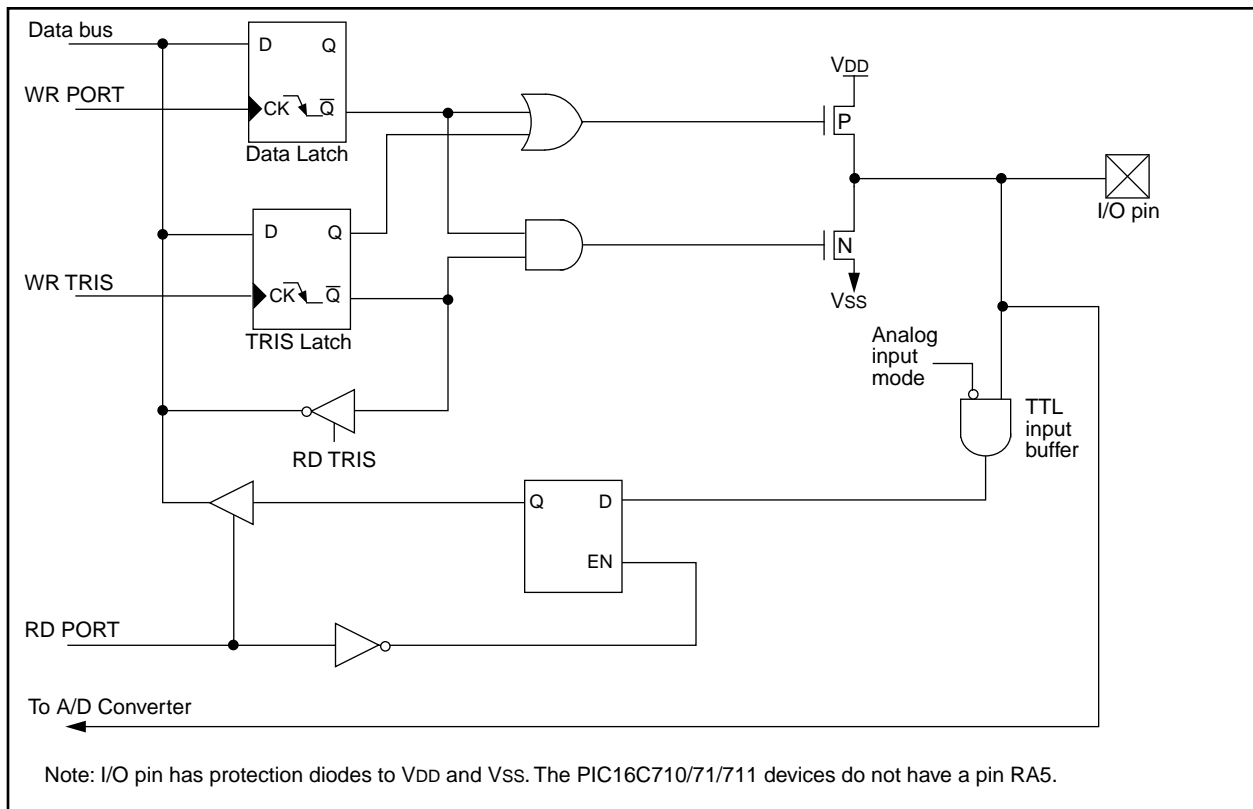 Data bus
D Q
VDD
WR PORT
CK Q
P
Data Latch
I/O pin
D Q
N
WR TRIS
CK Q
VSS
TRIS Latch
Analog
input
mode
TTL
input
buffer
RD TRIS
Q D
EN
RD PORT
To A/D Converter
Note: I/O pin has protection diodes to VDD and VSS. The PIC16C710/71/711 devices do not have a pin RA5.